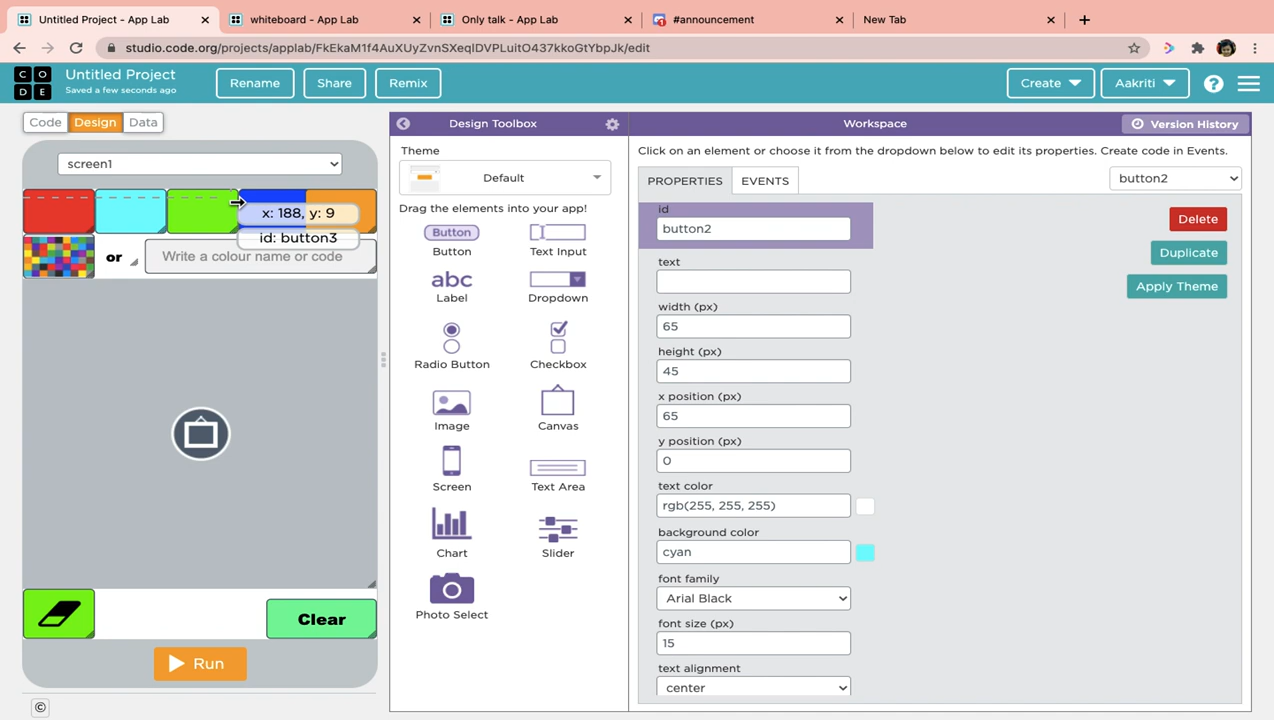 Untitled Project - App Lab
whiteboard - App Lab
Only talk - App Lab
#announcement
New Tab
studio.code.org/projects/applab/FkEkaM1f4AuXUyZvnSXeqlDVPLuitO437kkoGtYbpJk/edit
C O
D E
Untitled Project
Saved a few seconds ago
Rename
Share
Remix
Create
Aakriti
?
Code
Design
Data
Design Toolbox
Workspace
Version History
screen1
x: 188, y: 9
id: button3
or
Write a colour name or code
Clear
Run
©
Theme
Default
Drag the elements into your app!
Button
Button
Text Input
abc
Label
Dropdown
Radio Button
Checkbox
Image
Canvas
Screen
Text Area
Chart
Slider
Photo Select
Click on an element or choose it from the dropdown below to edit its properties. Create code in Events.
PROPERTIES
EVENTS
button2
id
button2
Delete
text
Duplicate
Apply Theme
width (px)
65
height (px)
45
x position (px)
65
y position (px)
0
text color
rgb(255, 255, 255)
background color
cyan
font family
Arial Black
font size (px)
15
text alignment
center